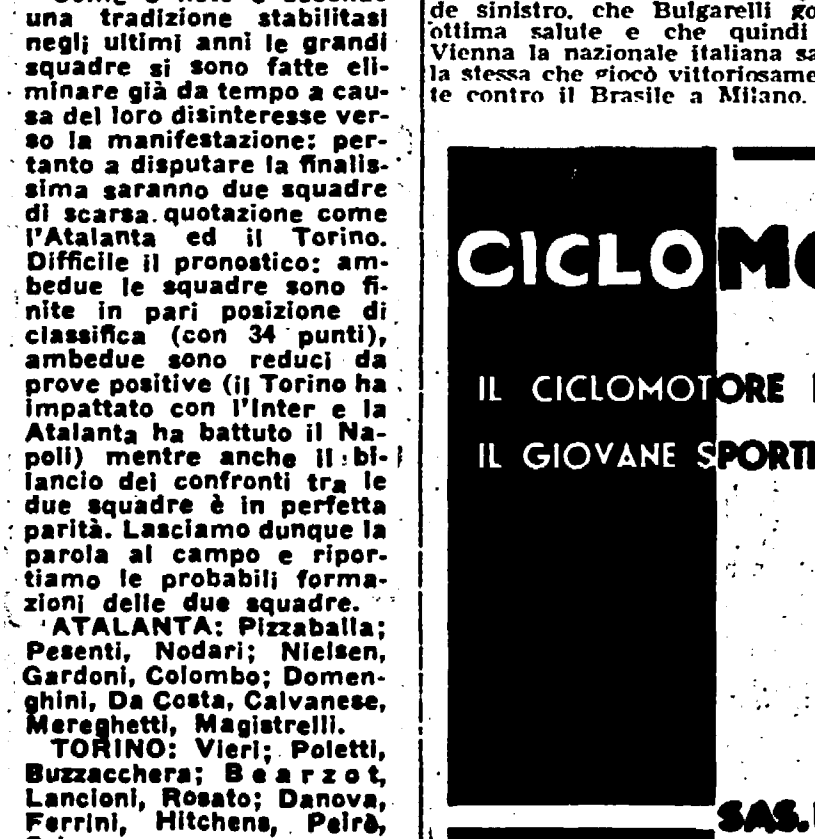 una tradizione stabilitasi
negli ultimi anni le grandi
squadre si sono fatte eli-
minare già da tempo a cau-
sa del loro disinteresse ver-
so la manifestazione: per-
tanto a disputare la finalis-
sima saranno due squadre
di scarsa quotazione come
l'Atalanta ed il Torino.
Difficile il pronostico: am-
bedue le squadre sono fi-
nite in pari posizione di
classifica (con 34 punti),
ambedue sono reduci da
prove positive (il Torino ha
impattato con l'Inter e la
Atalanta ha battuto il Na-
poli) mentre anche il bi-
lancio dei confronti tra le
due squadre è in perfetta
parità. Lasciamo dunque la
parola al campo e ripor-
tiamo le probabili forma-
zioni delle due squadre.
ATALANTA: Pizzaballa;
Pesenti, Nodari; Nielsen,
Gardoni, Colombo; Domen-
ghini, Da Costa, Calvanese,
Mereghetti, Magistrelli.
TORINO: Vieri; Poletti,
Buzzacchera; Bearzot,
Lancioni, Rosato; Danova,
Ferrini, Hitchens, Peirò,
de sinistro, che Bulgarelli
ottima salute e che quindi
Vienna la nazionale italiana
la stessa che giocò vittoriosame
te contro il Brasile a Milano.
CICLOMO
IL CICLOMOTORE
IL GIOVANE SPORTI
SAS.